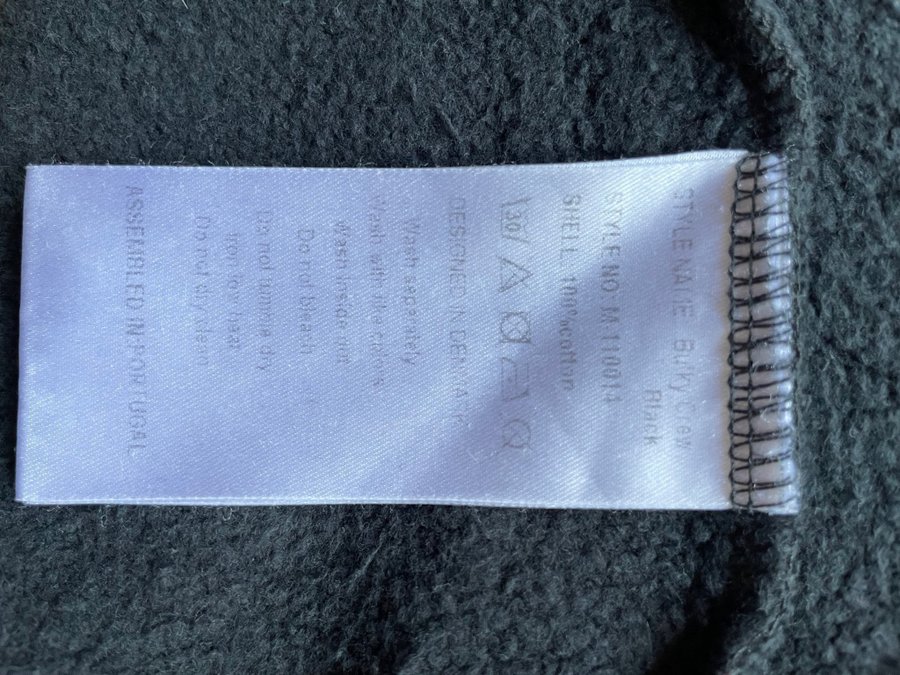 STYLE NAME: Bulky Crew
Black
STYLE NO: M-110014
SHELL: 100% cotton
30
DESIGNED IN DENMARK
Wash separately
Wash with like colors
Wash inside out
Do not bleach
Do not tumble dry
Iron low heat
Do not dry clean
ASSEMBLED IN PORTUGAL